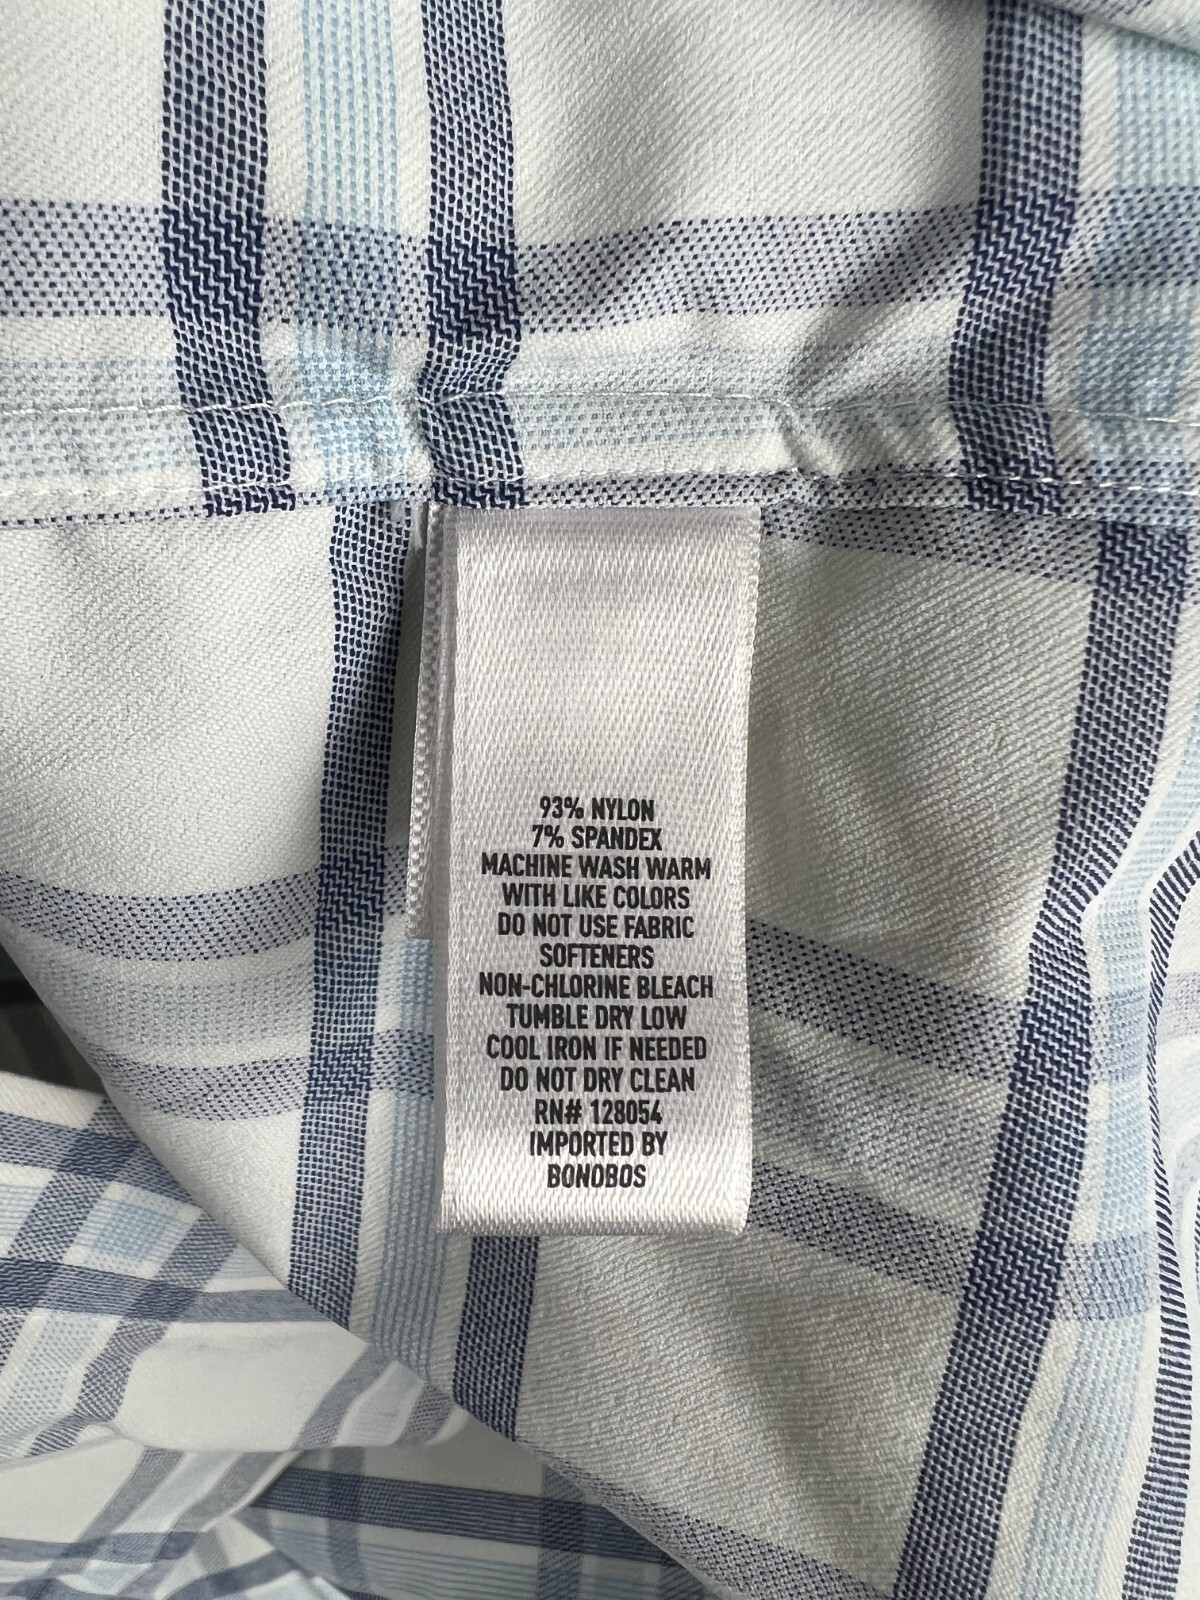 93% NYLON
7% SPANDEX
MACHINE WASH WARM
WITH LIKE COLORS
DO NOT USE FABRIC
SOFTENERS
NON-CHLORINE BLEACH
TUMBLE DRY LOW
COOL IRON IF NEEDED
DO NOT DRY CLEAN
RN# 128054
IMPORTED BY
BONOBOS